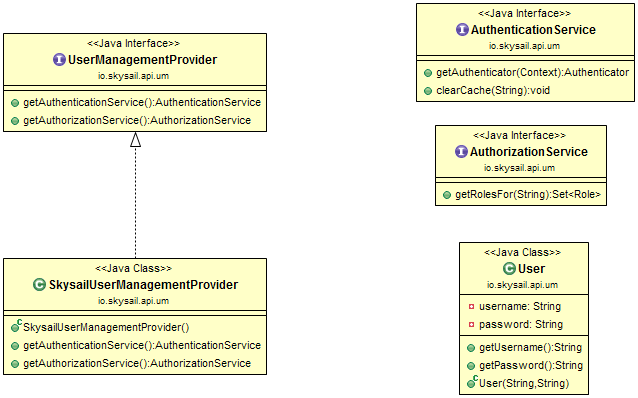 <<Java Interface>>
I UserManagementProvider
io.skysail.api.um
getAuthenticationService():AuthenticationService
getAuthorizationService():AuthorizationService
<<Java Class>>
C SkysailUserManagementProvider
io.skysail.api.um
C SkysailUserManagementProvider()
getAuthenticationService():AuthenticationService
getAuthorizationService():AuthorizationService
<<Java Interface>>
I AuthenticationService
io.skysail.api.um
getAuthenticator(Context):Authenticator
clearCache(String):void
<<Java Interface>>
I AuthorizationService
io.skysail.api.um
getRolesFor(String):Set<Role>
<<Java Class>>
C User
io.skysail.api.um
username: String
password: String
getUsername():String
getPassword():String
C User(String,String)